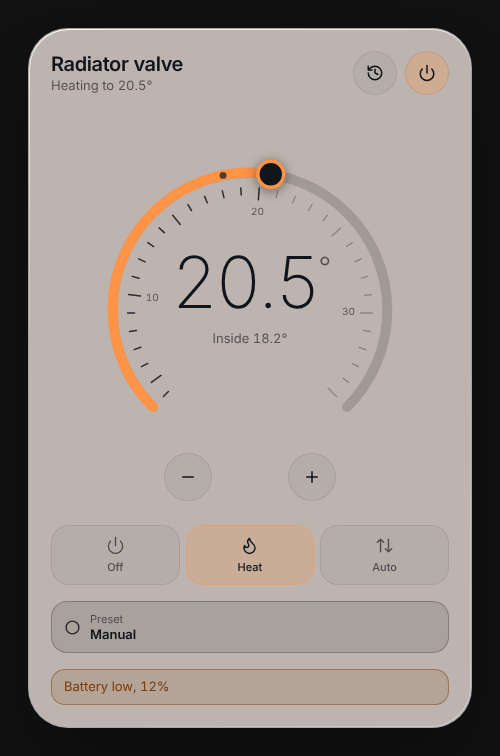 Radiator valve
Heating to 20.5°
20
10
30
20.5°
Inside 18.2°
Off
Heat
Auto
Preset
Manual
Battery low, 12%